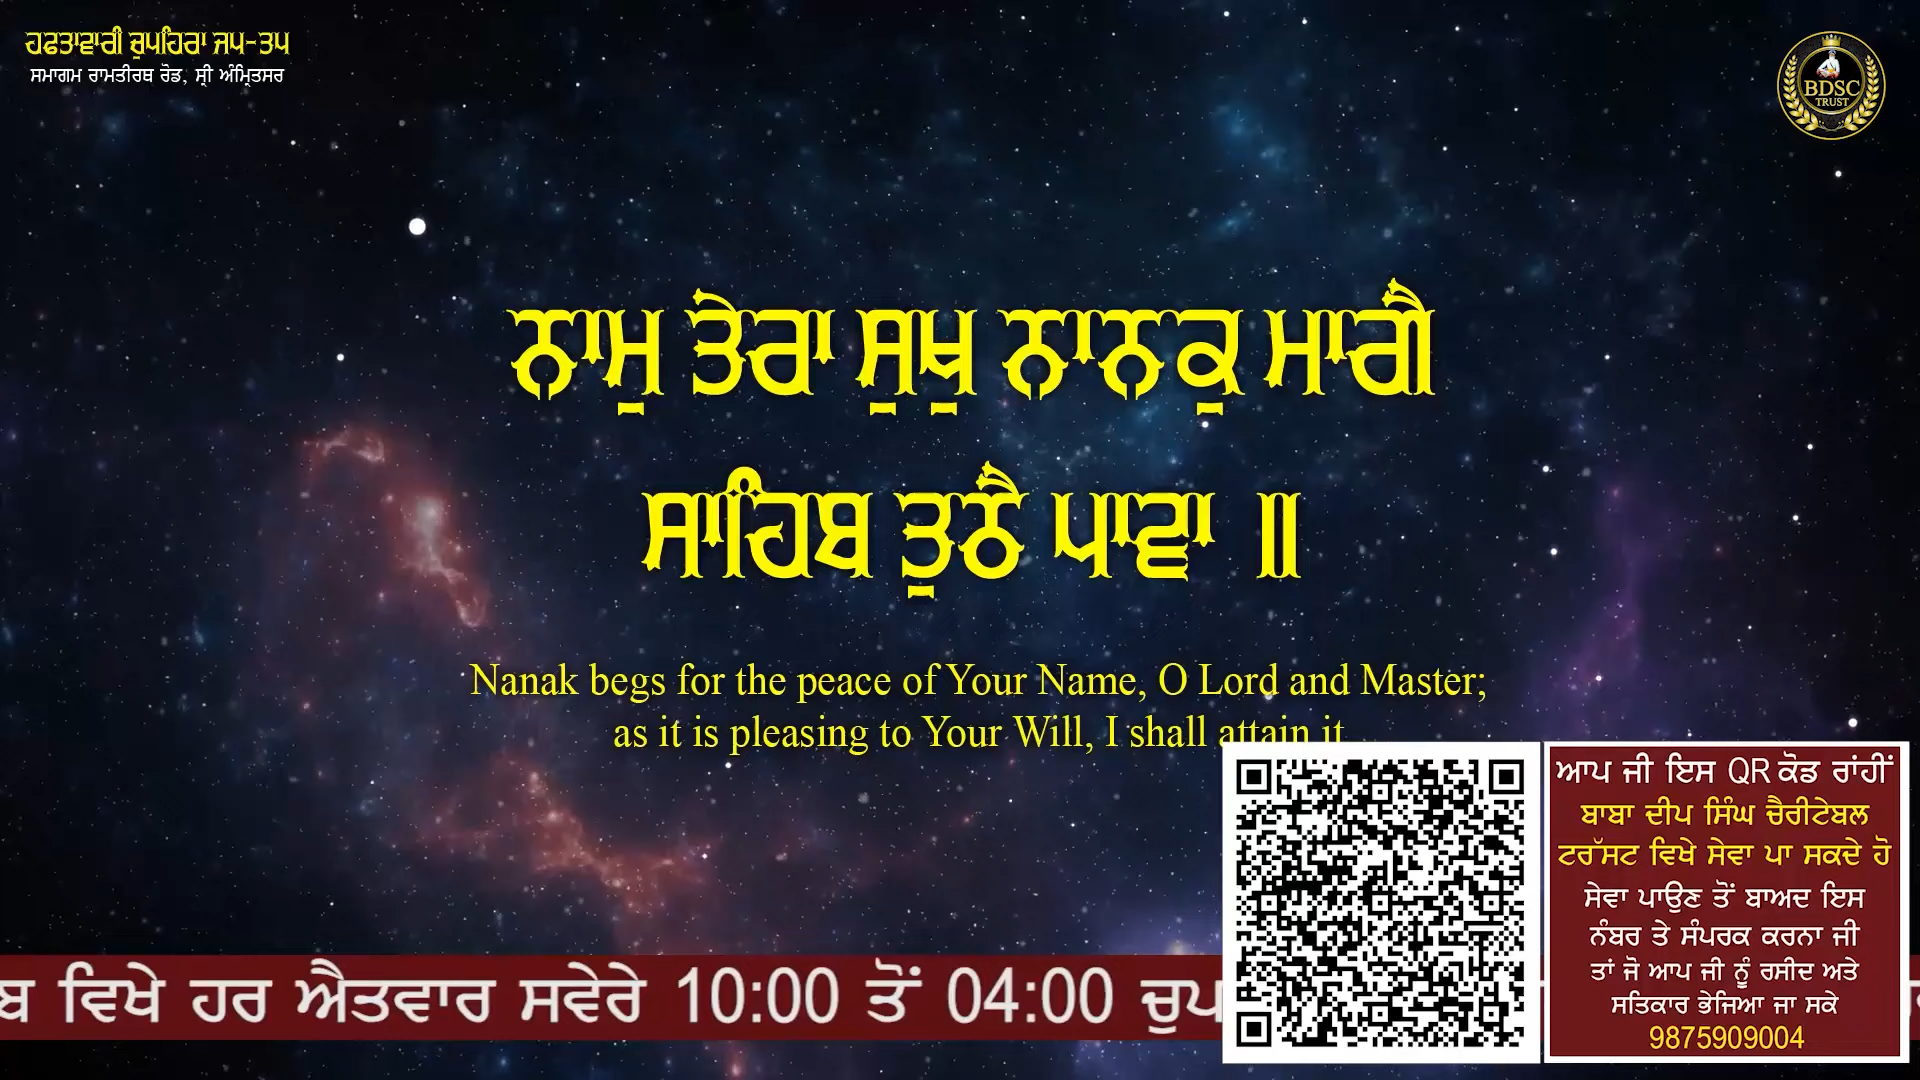 ਹਫਤਾਵਾਰੀ ਚੁਪਹਿਰਾ ਜਪ-ਤਪ
ਸਮਾਗਮ ਰਾਮਤੀਰਥ ਰੋਡ, ਸ੍ਰੀ ਅੰਮ੍ਰਿਤਸਰ
BDSC
TRUST
ਨਾਮੁ ਤੇਰਾ ਸੁਖੁ ਨਾਨਕੁ ਮਾਗੈ
ਸਾਹਿਬ ਤੁਠੈ ਪਾਵਾ ॥
Nanak begs for the peace of Your Name, O Lord and Master;
as it is pleasing to Your Will, I shall attain it
ਆਪ ਜੀ ਇਸ QR ਕੋਡ ਰਾਂਹੀਂ
ਬਾਬਾ ਦੀਪ ਸਿੰਘ ਚੈਰੀਟੇਬਲ
ਟਰੱਸਟ ਵਿਖੇ ਸੇਵਾ ਪਾ ਸਕਦੇ ਹੋ
ਸੇਵਾ ਪਾਉਣ ਤੋਂ ਬਾਅਦ ਇਸ
ਨੰਬਰ ਤੇ ਸੰਪਰਕ ਕਰਨਾ ਜੀ
ਤਾਂ ਜੋ ਆਪ ਜੀ ਨੂੰ ਰਸੀਦ ਅਤੇ
ਸਤਿਕਾਰ ਭੇਜਿਆ ਜਾ ਸਕੇ
9875909004
ਬ ਵਿਖੇ ਹਰ ਐਤਵਾਰ ਸਵੇਰੇ 10:00 ਤੋਂ 04:00 ਚੁਪ